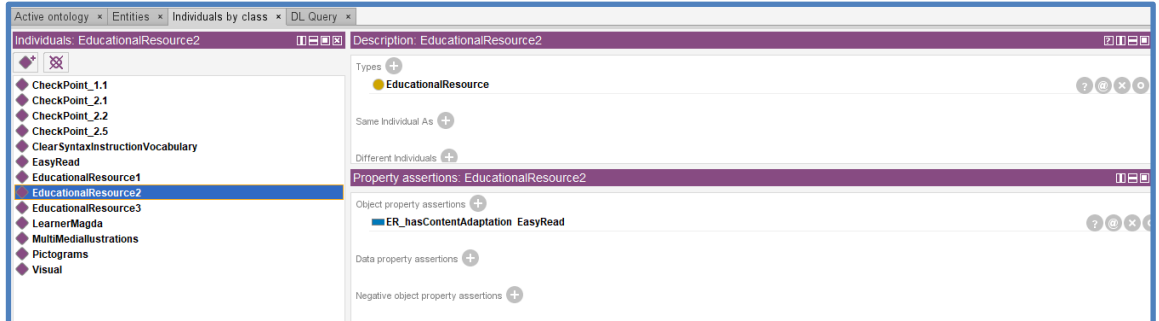 Active ontology × Entities × Individuals by class × DL Query ×
Individuals: EducationalResource2
CheckPoint_1.1
CheckPoint_2.1
CheckPoint_2.2
CheckPoint_2.5
ClearSyntaxInstructionVocabulary
EasyRead
EducationalResource1
EducationalResource2
EducationalResource3
LearnerMagda
MultiMediaIlustrations
Pictograms
Visual
Description: EducationalResource2
Types
EducationalResource
Same Individual As
Different Individuals
Property assertions: EducationalResource2
Object property assertions
ER_hasContentAdaptation EasyRead
Data property assertions
Negative object property assertions